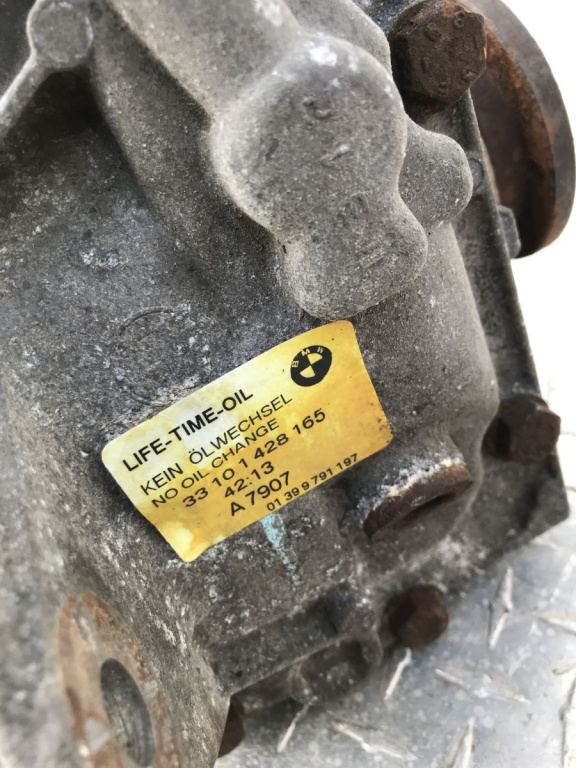 BMW
LIFE-TIME-OIL
KEIN ÖLWECHSEL
NO OIL CHANGE
33 10 1 428 165
42:13
A 7907
01 39 9 791 197